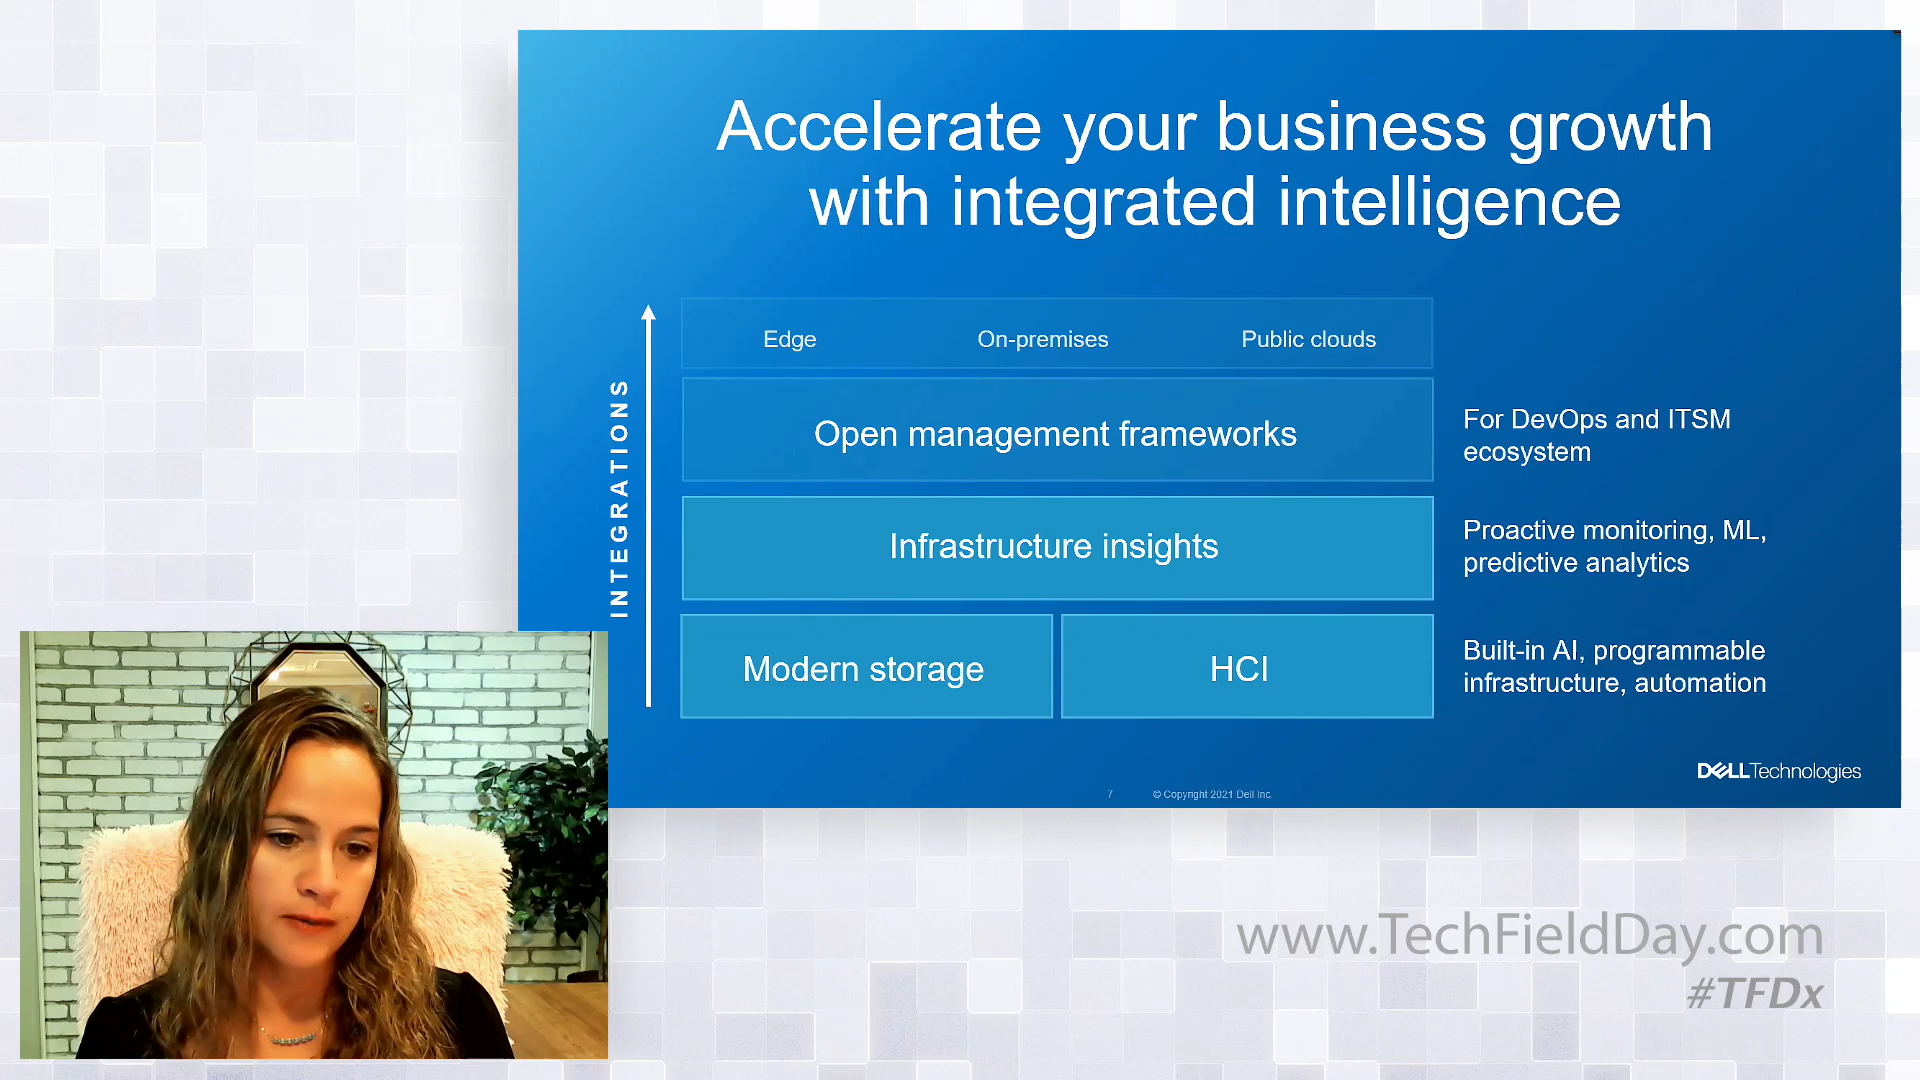 Accelerate your business growth
with integrated intelligence
INTEGRATIONS
Edge
On-premises
Public clouds
Open management frameworks
For DevOps and ITSM
ecosystem
Infrastructure insights
Proactive monitoring, ML,
predictive analytics
Modern storage
HCI
Built-in AI, programmable
infrastructure, automation
DELLTechnologies
7
© Copyright 2021 Dell Inc.
www.TechFieldDay.com
#TFDx